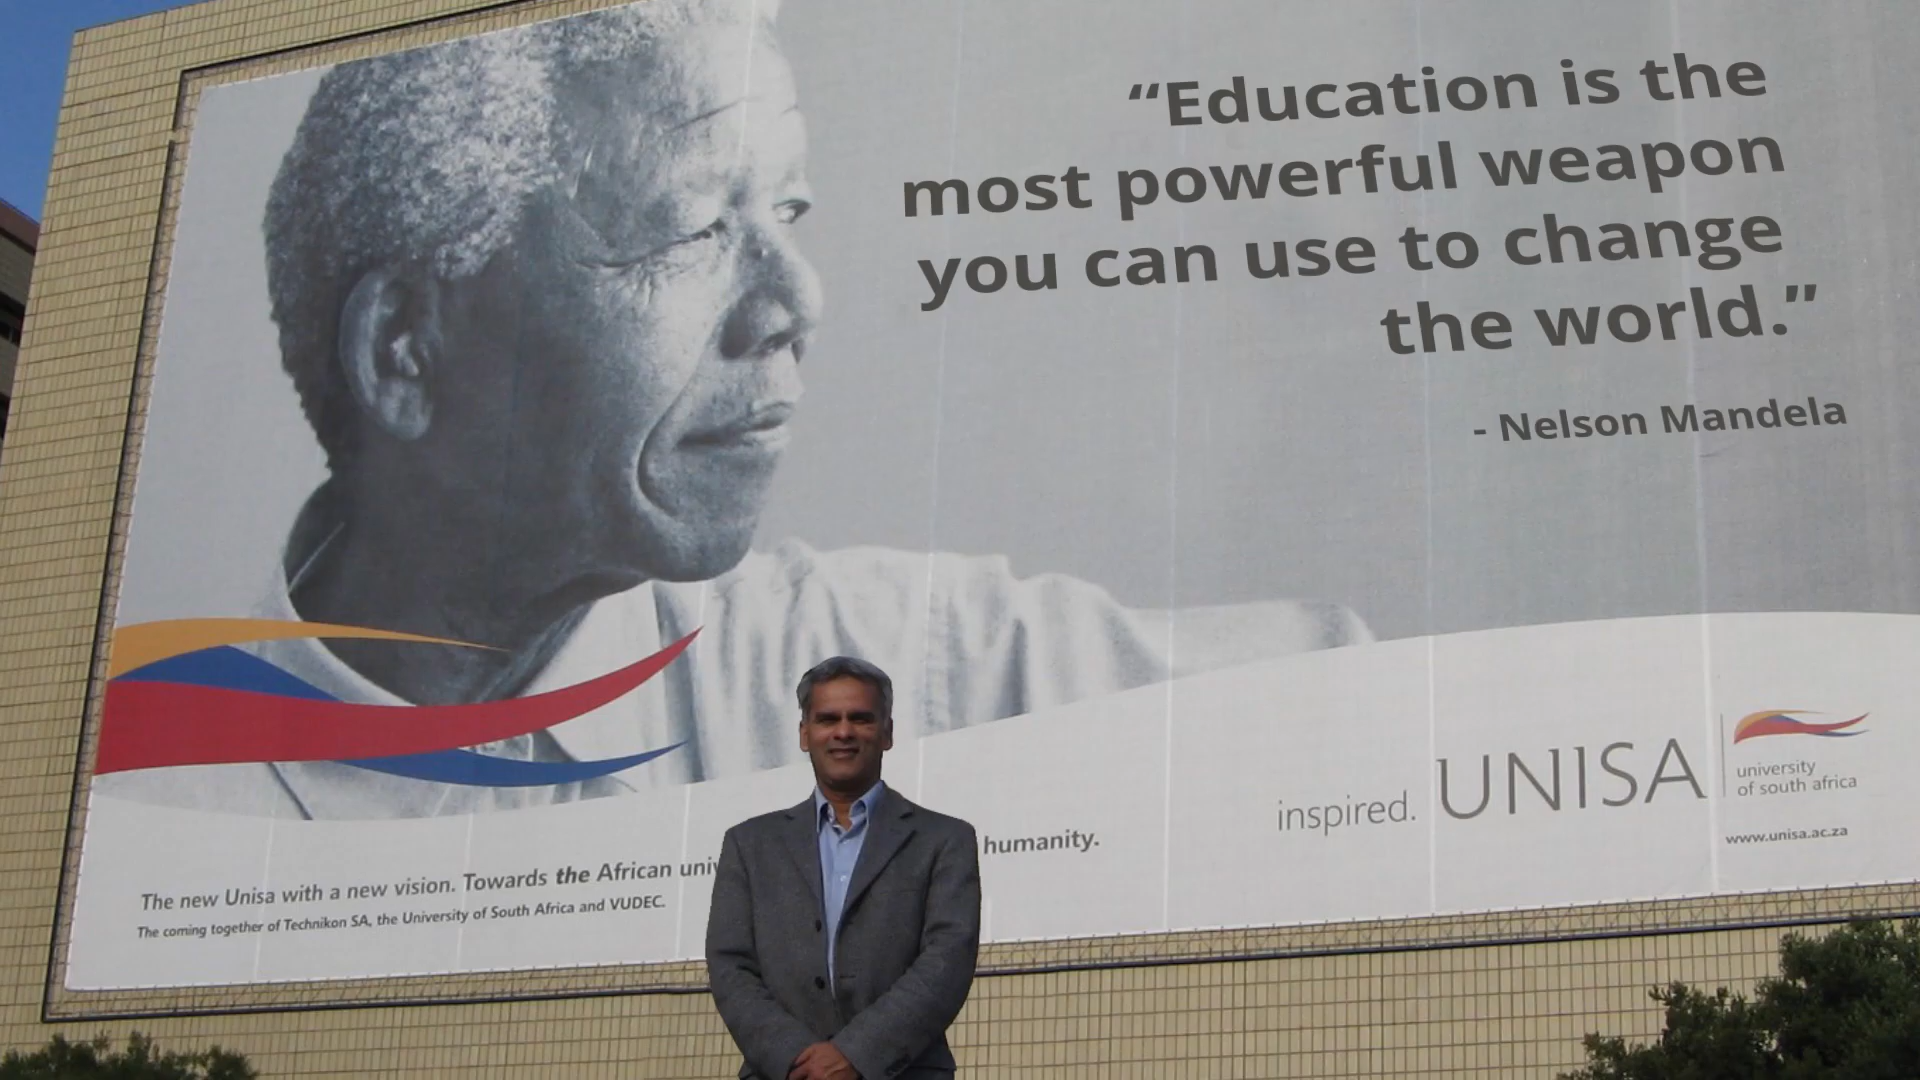 “Education is the
most powerful weapon
you can use to change
the world.”
- Nelson Mandela
inspired. UNISA
university
of south africa
www.unisa.ac.za
The new Unisa with a new vision. Towards the African humanity.
The coming together of Technikon SA, the University of South Africa and VUDEC.